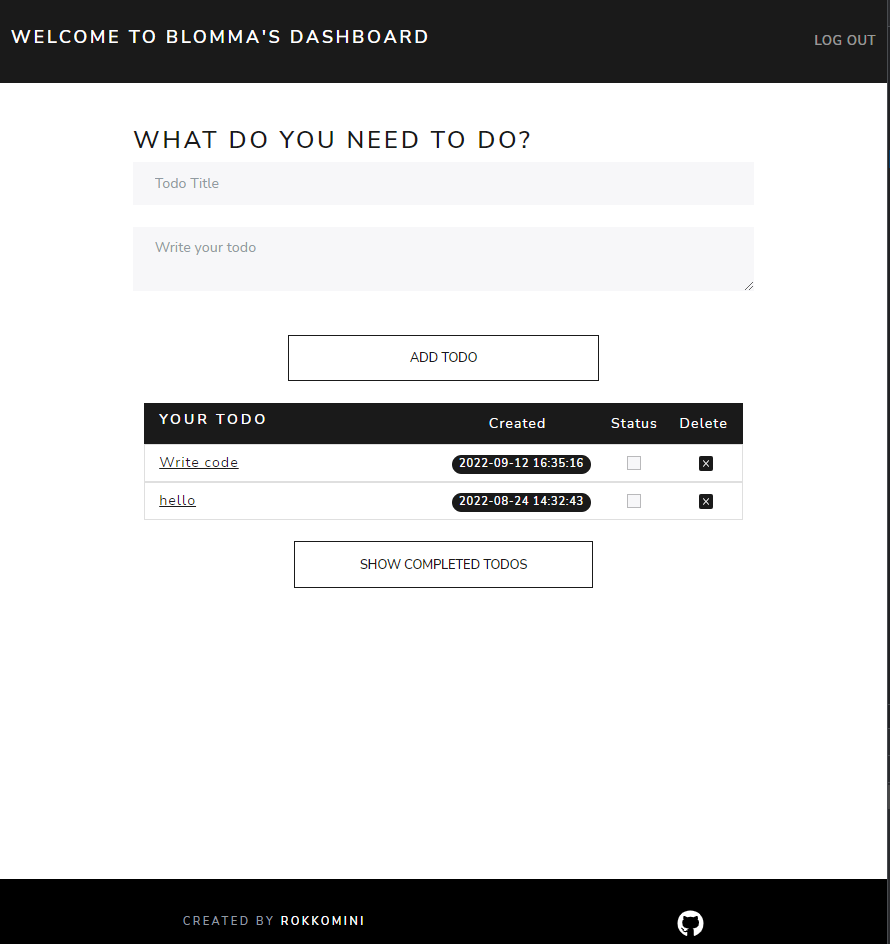 WELCOME TO BLOMMA'S DASHBOARD
LOG OUT
WHAT DO YOU NEED TO DO?
Todo Title
Write your todo
ADD TODO
YOUR TODO Created Status Delete
Write code 2022-09-12 16:35:16 X
hello 2022-08-24 14:32:43 X
SHOW COMPLETED TODOS
CREATED BY ROKKOMINI